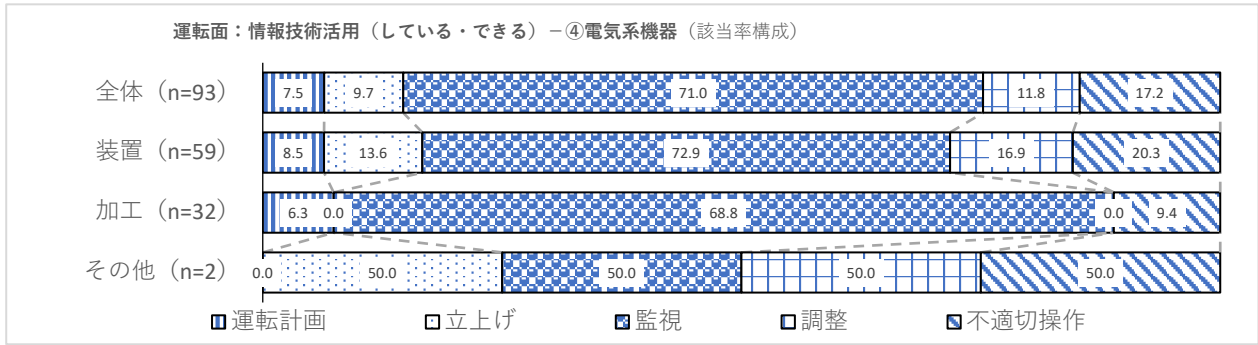 運転面：情報技術活用（している・できる）－④電気系機器（該当率構成）
全体（n=93） 7.5 9.7 71.0 11.8 17.2
装置（n=59） 8.5 13.6 72.9 16.9 20.3
加工（n=32） 6.3 0.0 68.8 0.0 9.4
その他（n=2） 0.0 50.0 50.0 50.0 50.0
運転計画 立上げ 監視 調整 不適切操作